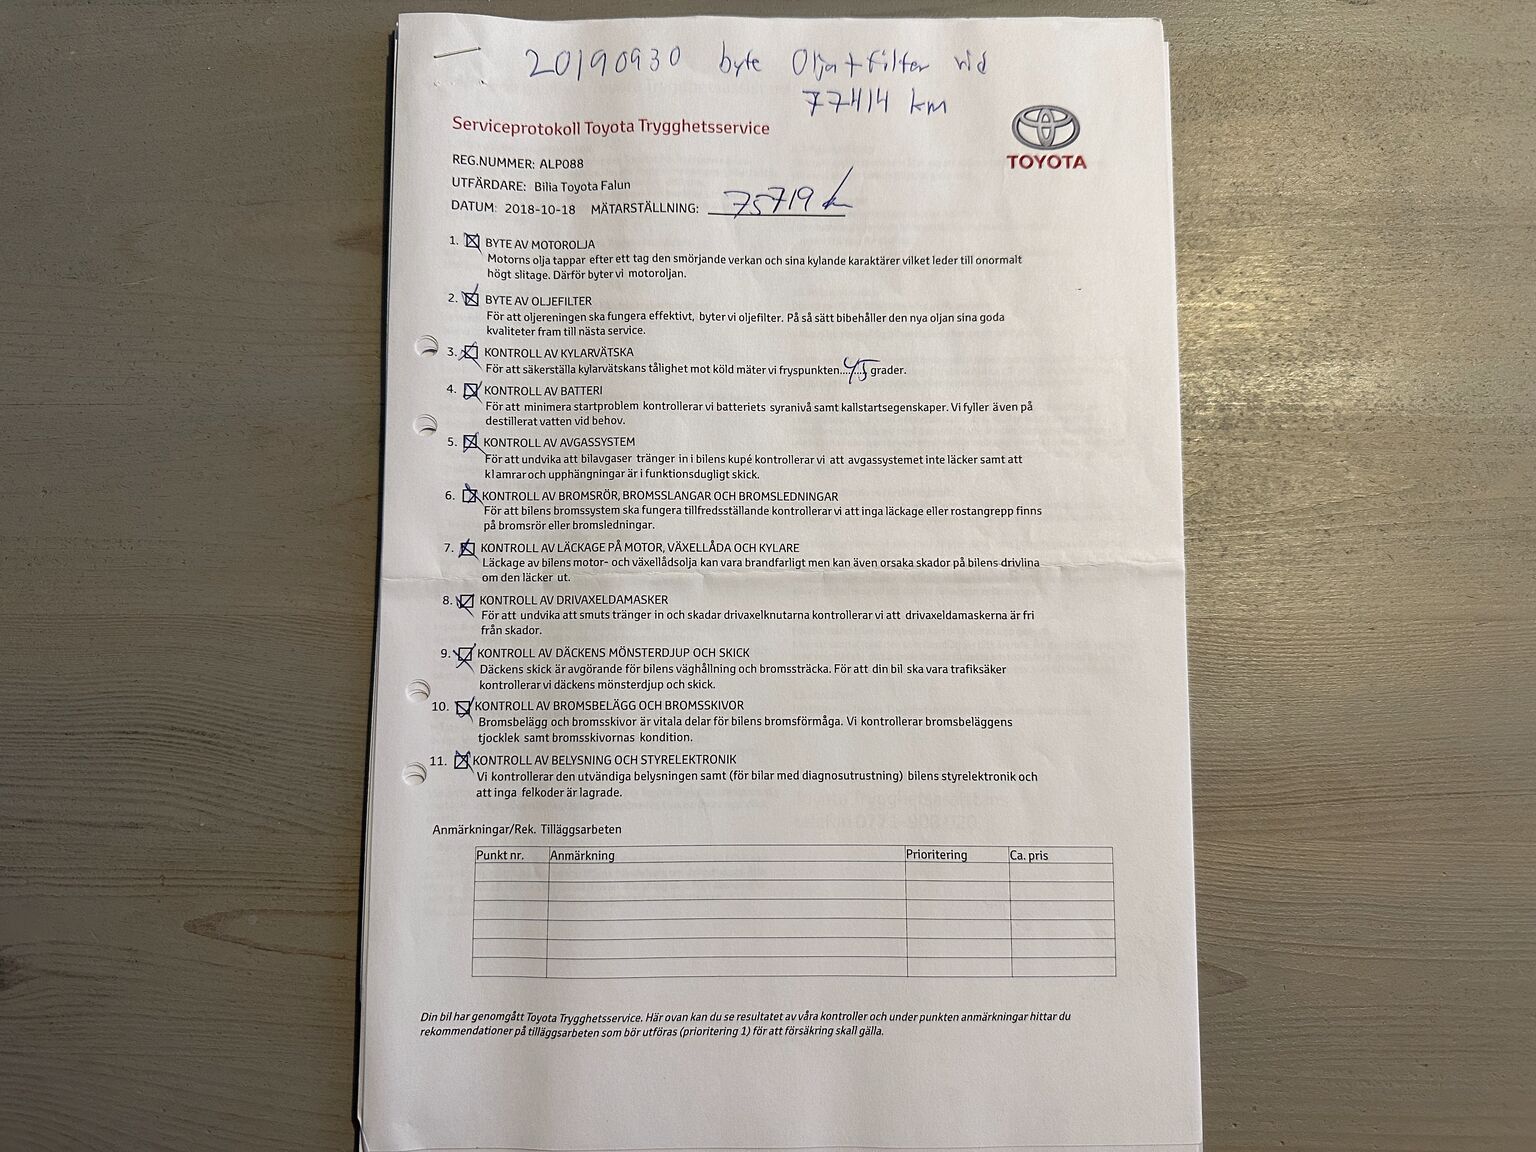 20190930 byte Olja + filter vid
77414 km
Serviceprotokoll Toyota Trygghetsservice
TOYOTA
REG.NUMMER: ALP088
UTFÄRDARE: Bilia Toyota Falun
DATUM: 2018-10-18 MÄTARSTÄLLNING: 75719 km
1. BYTE AV MOTOROLJA
Motorns olja tappar efter ett tag den smörjande verkan och sina kylande karaktärer vilket leder till onormalt
högt slitage. Därför byter vi motoroljan.
2. BYTE AV OLJEFILTER
För att oljereningen ska fungera effektivt, byter vi oljefilter. På så sätt bibehåller den nya oljan sina goda
kvaliteter fram till nästa service.
3. KONTROLL AV KYLARVÄTSKA
För att säkerställa kylarvätskans tålighet mot köld mäter vi fryspunkten....45 grader.
4. KONTROLL AV BATTERI
För att minimera startproblem kontrollerar vi batteriets syranivå samt kallstartsegenskaper. Vi fyller även på
destillerat vatten vid behov.
5. KONTROLL AV AVGASSYSTEM
För att undvika att bilavgaser tränger in i bilens kupé kontrollerar vi att avgassystemet inte läcker samt att
klamrar och upphängningar är i funktionsdugligt skick.
6. KONTROLL AV BROMSRÖR, BROMSSLANGAR OCH BROMSLEDNINGAR
För att bilens bromssystem ska fungera tillfredsställande kontrollerar vi att inga läckage eller rostangrepp finns
på bromsrör eller bromsledningar.
7. KONTROLL AV LÄCKAGE PÅ MOTOR, VÄXELLÅDA OCH KYLARE
Läckage av bilens motor- och växellådsolja kan vara brandfarligt men kan även orsaka skador på bilens drivlina
om den läcker ut.
8. KONTROLL AV DRIVAXELDAMASKER
För att undvika att smuts tränger in och skadar drivaxelknutarna kontrollerar vi att drivaxeldamaskerna är fri
från skador.
9. KONTROLL AV DÄCKENS MÖNSTERDJUP OCH SKICK
Däckens skick är avgörande för bilens väghållning och bromssträcka. För att din bil ska vara trafiksäker
kontrollerar vi däckens mönsterdjup och skick.
10. KONTROLL AV BROMSBELÄGG OCH BROMSSKIVOR
Bromsbelägg och bromsskivor är vitala delar för bilens bromsförmåga. Vi kontrollerar bromsbeläggens
tjocklek samt bromsskivornas kondition.
11. KONTROLL AV BELYSNING OCH STYRELEKTRONIK
Vi kontrollerar den utvändiga belysningen samt (för bilar med diagnosutrustning) bilens styrelektronik och
att inga felkoder är lagrade.
Anmärkningar/Rek. Tilläggsarbeten
Punkt nr. Anmärkning Prioritering Ca. pris
Din bil har genomgått Toyota Trygghetsservice. Här ovan kan du se resultatet av våra kontroller och under punkten anmärkningar hittar du
rekommendationer på tilläggsarbeten som bör utföras (prioritering 1) för att försäkring skall gälla.